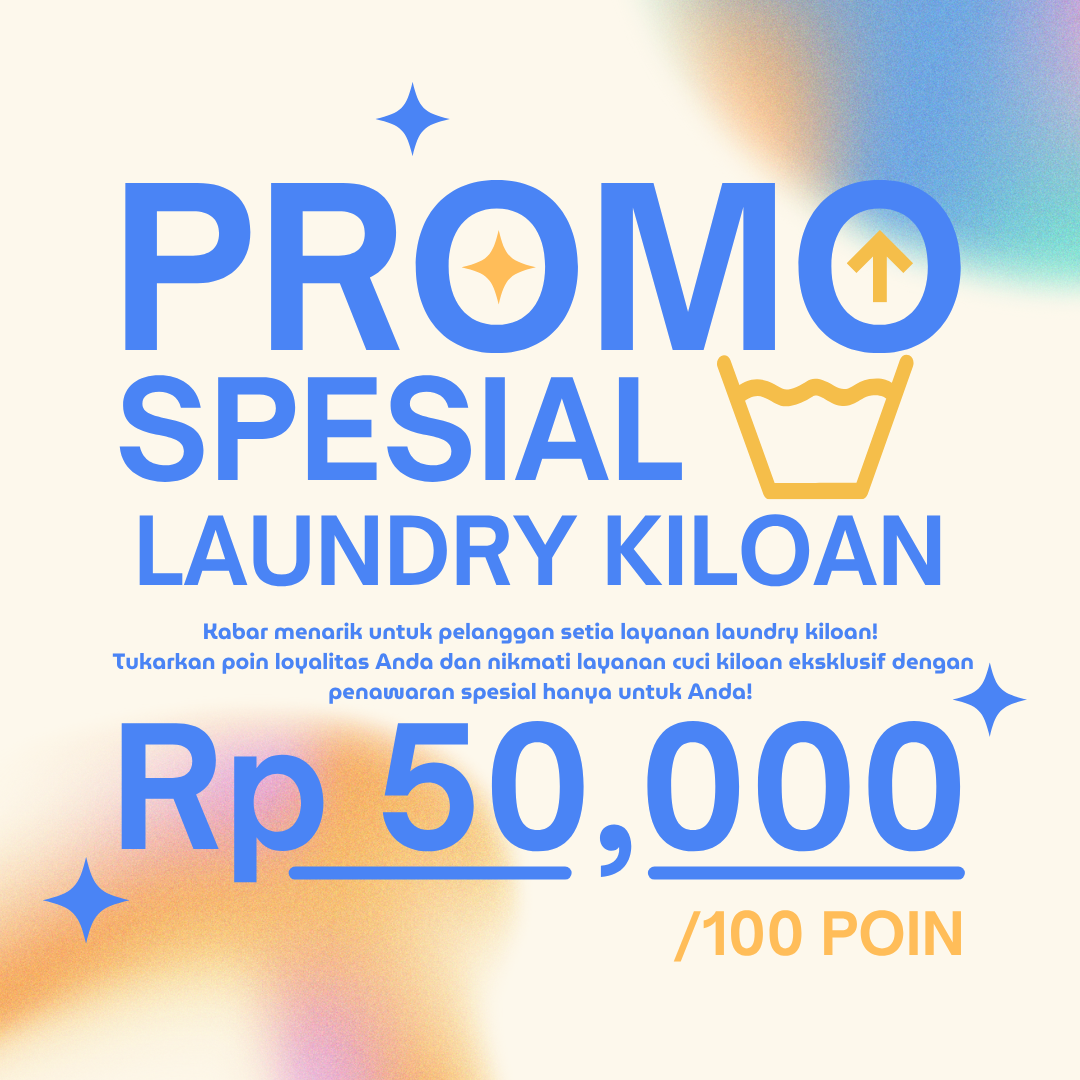 PROMO
SPESIAL
LAUNDRY KILOAN
Kabar menarik untuk pelanggan setia layanan laundry kiloan!
Tukarkan poin loyalitas Anda dan nikmati layanan cuci kiloan eksklusif dengan
penawaran spesial hanya untuk Anda!
Rp 50,000
/100 POIN